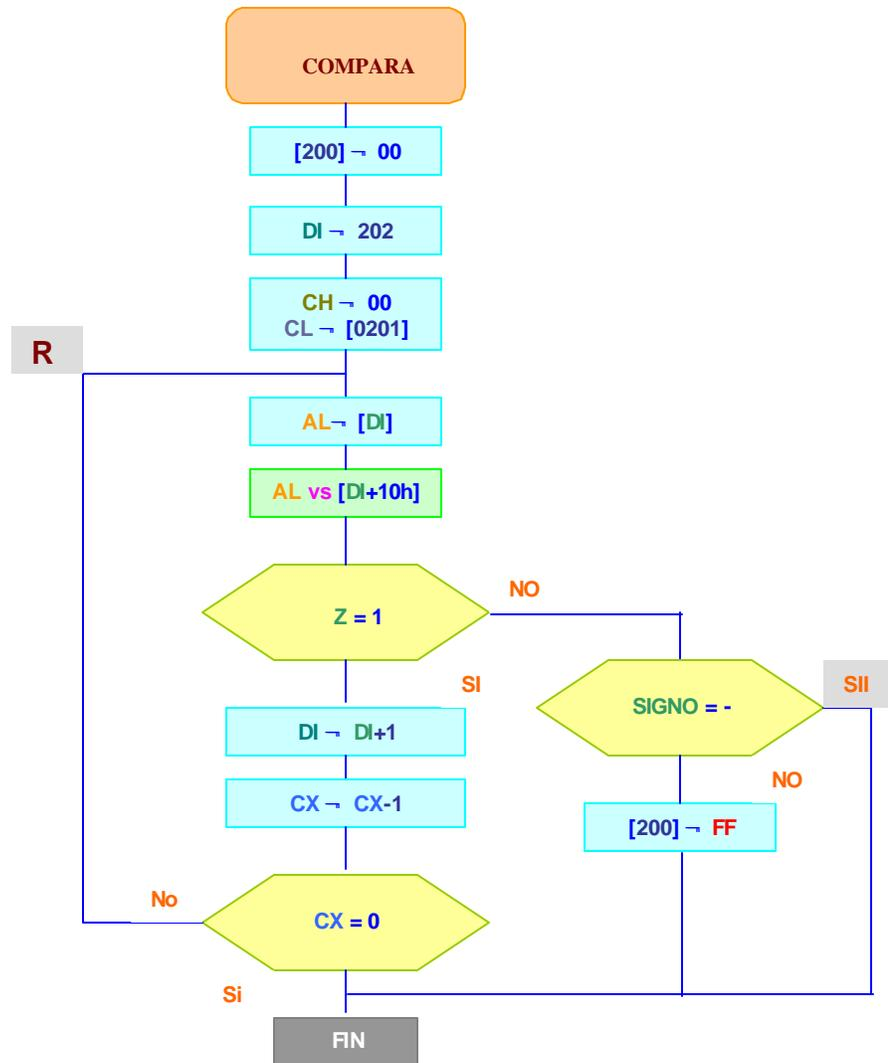 COMPARA
[200] ¬ 00
DI ¬ 202
CH ¬ 00
CL ¬ [0201]
R
AL¬ [DI]
AL vs [DI+10h]
Z = 1
NO
SI
SIGNO = -
SII
DI ¬ DI+1
NO
CX ¬ CX-1
[200] ¬ FF
No
CX = 0
Si
FIN